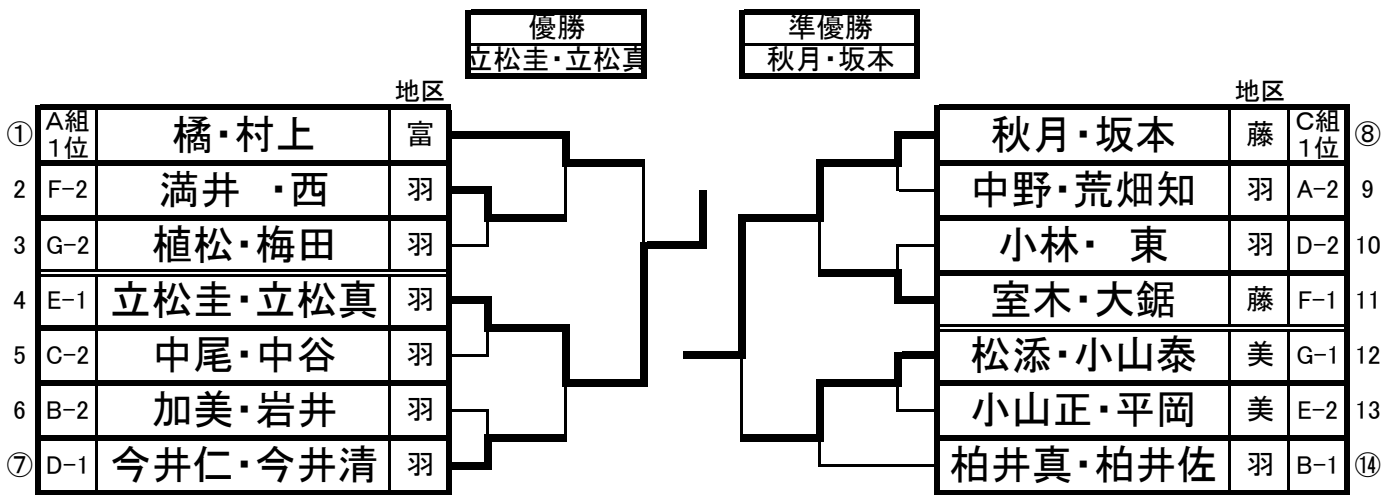 優勝 準優勝
立松圭・立松真 秋月・坂本
地区 地区
① A組1位 橘・村上 富 秋月・坂本 藤 C組1位 ⑧
2 F-2 満井 ・西 羽 中野・荒畑知 羽 A-2 9
3 G-2 植松・梅田 羽 小林・ 東 羽 D-2 10
4 E-1 立松圭・立松真 羽 室木・大鋸 藤 F-1 11
5 C-2 中尾・中谷 羽 松添・小山泰 美 G-1 12
6 B-2 加美・岩井 羽 小山正・平岡 美 E-2 13
⑦ D-1 今井仁・今井清 羽 柏井真・柏井佐 羽 B-1 ⑭